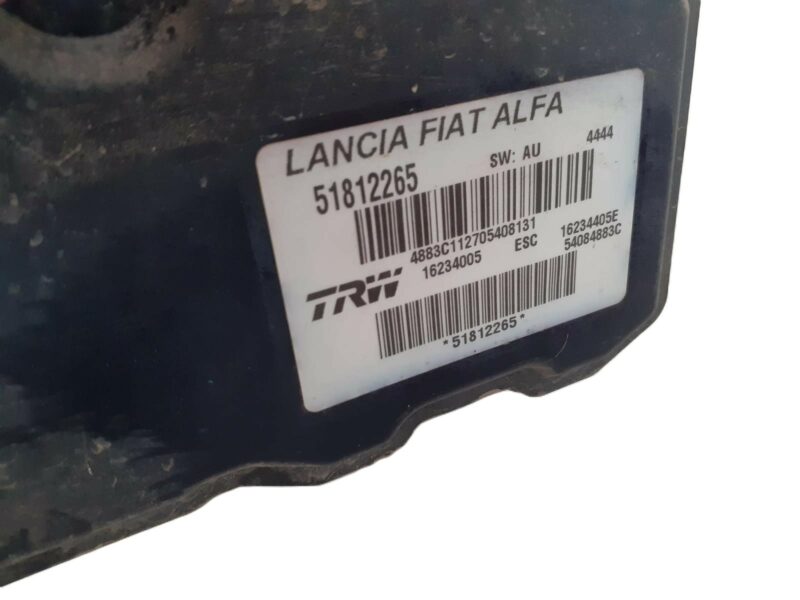 LANCIA FIAT ALFA
51812265 SW: AU 4444
4883C112705408131
TRW 16234005 ESC 16234405E
54084883C
*51812265*